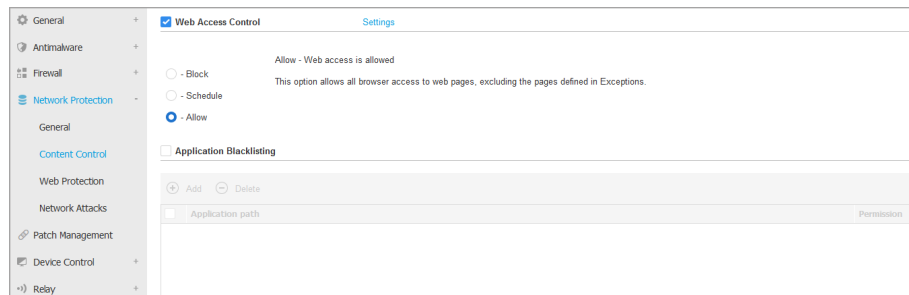 General +
Antimalware +
Firewall +
Network Protection -
General
Content Control
Web Protection
Network Attacks
Patch Management
Device Control +
Relay +
Web Access Control Settings
Allow - Web access is allowed
This option allows all browser access to web pages, excluding the pages defined in Exceptions.
- Block
- Schedule
- Allow
Application Blacklisting
Add Delete
Application path Permission